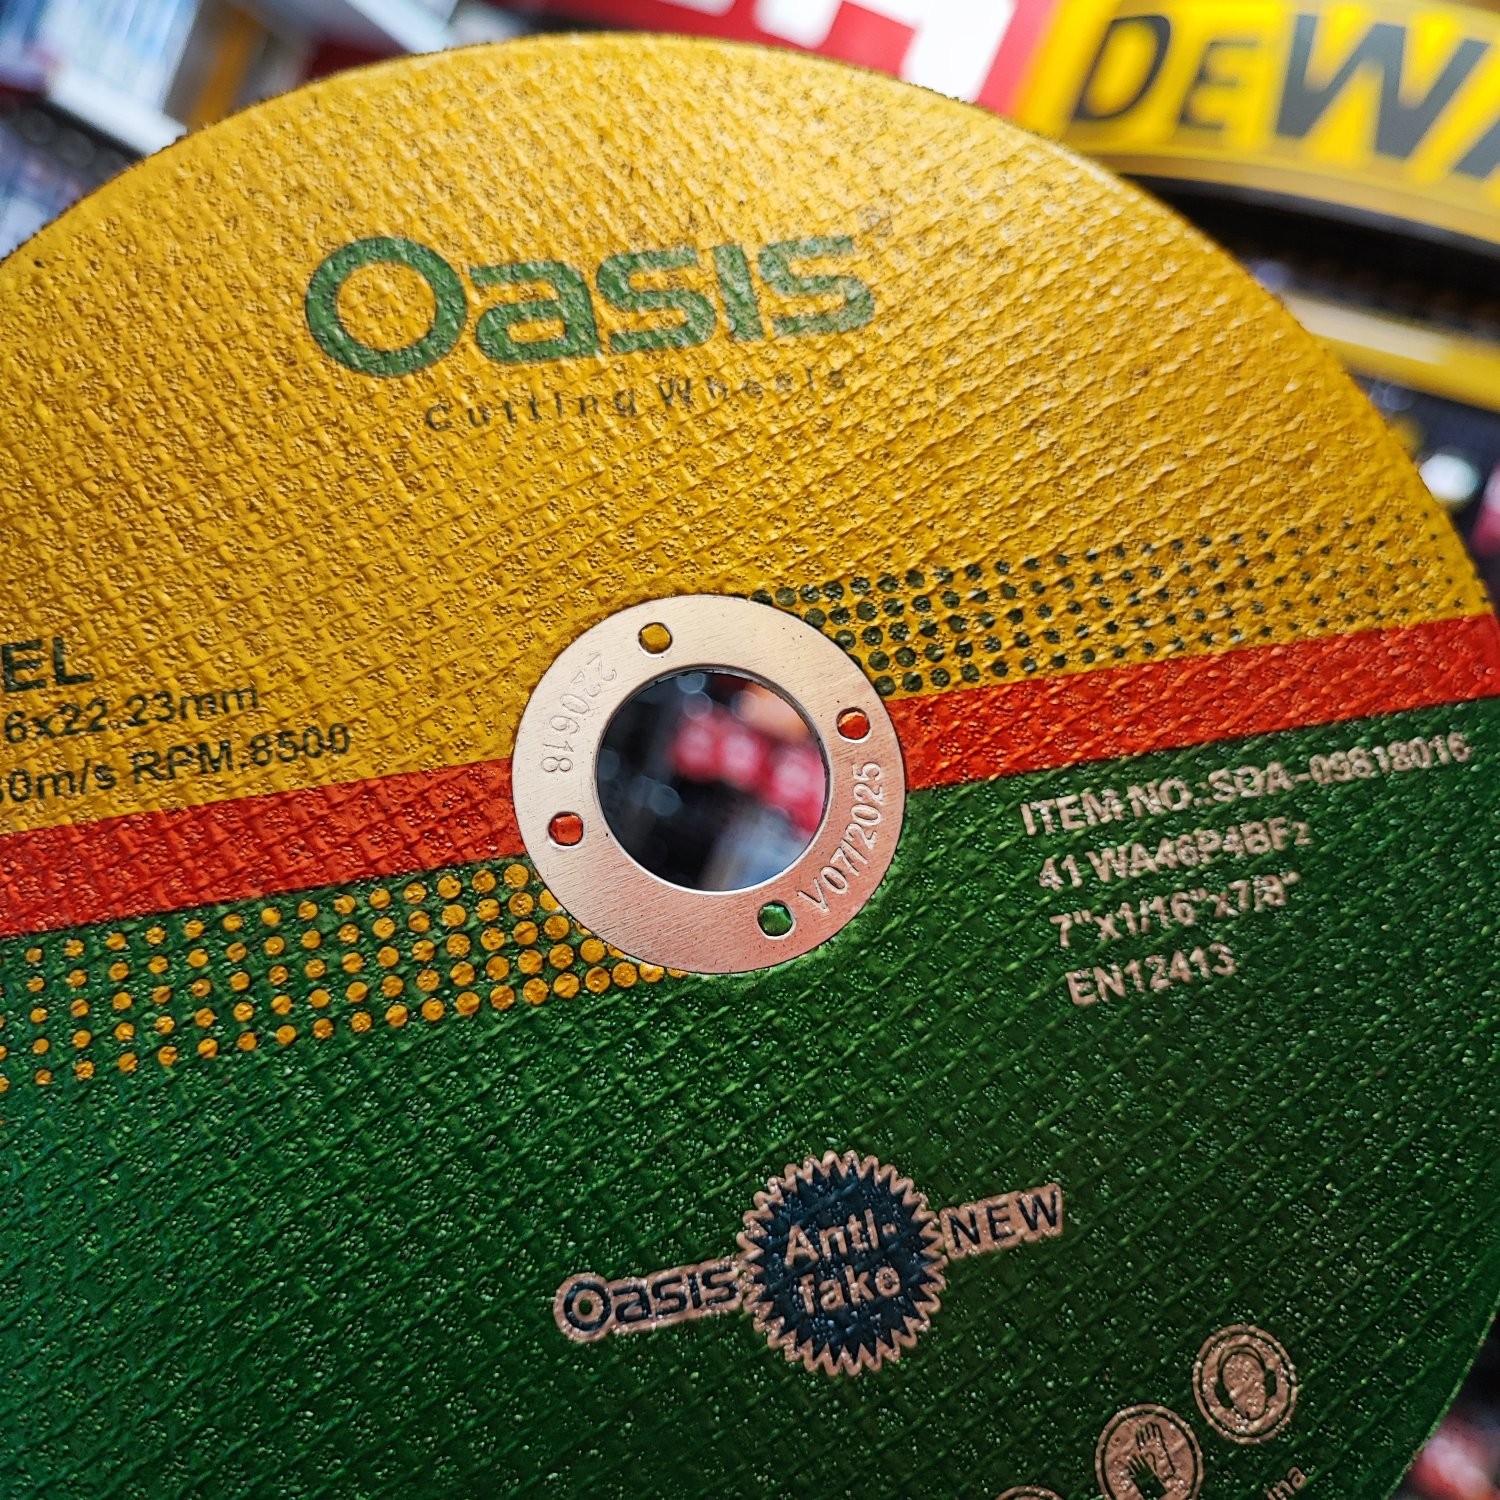 DEWA
Oasis
Cutting Wheels
EL
6x22.23mm
80m/s RPM.8500
220618
V07/2025
ITEM NO.:SDA-09818016
41 WA46P4BF2
7"x1/16"x7/8"
EN12413
Oasis
Anti-
fake
NEW